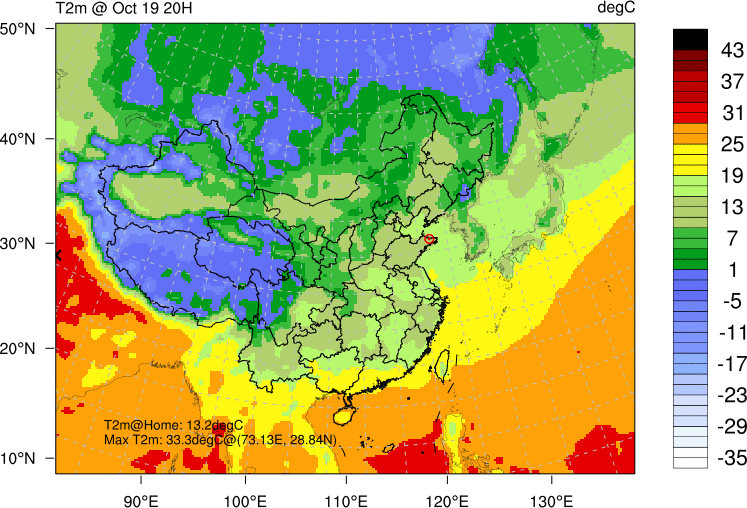 T2m @ Oct 19 20H
degC
50°N
40°N
30°N
20°N
10°N
90°E
100°E
110°E
120°E
130°E
T2m@Home: 13.2degC
Max T2m: 33.3degC@(73.13E, 28.84N)
43
37
31
25
19
13
7
1
-5
-11
-17
-23
-29
-35